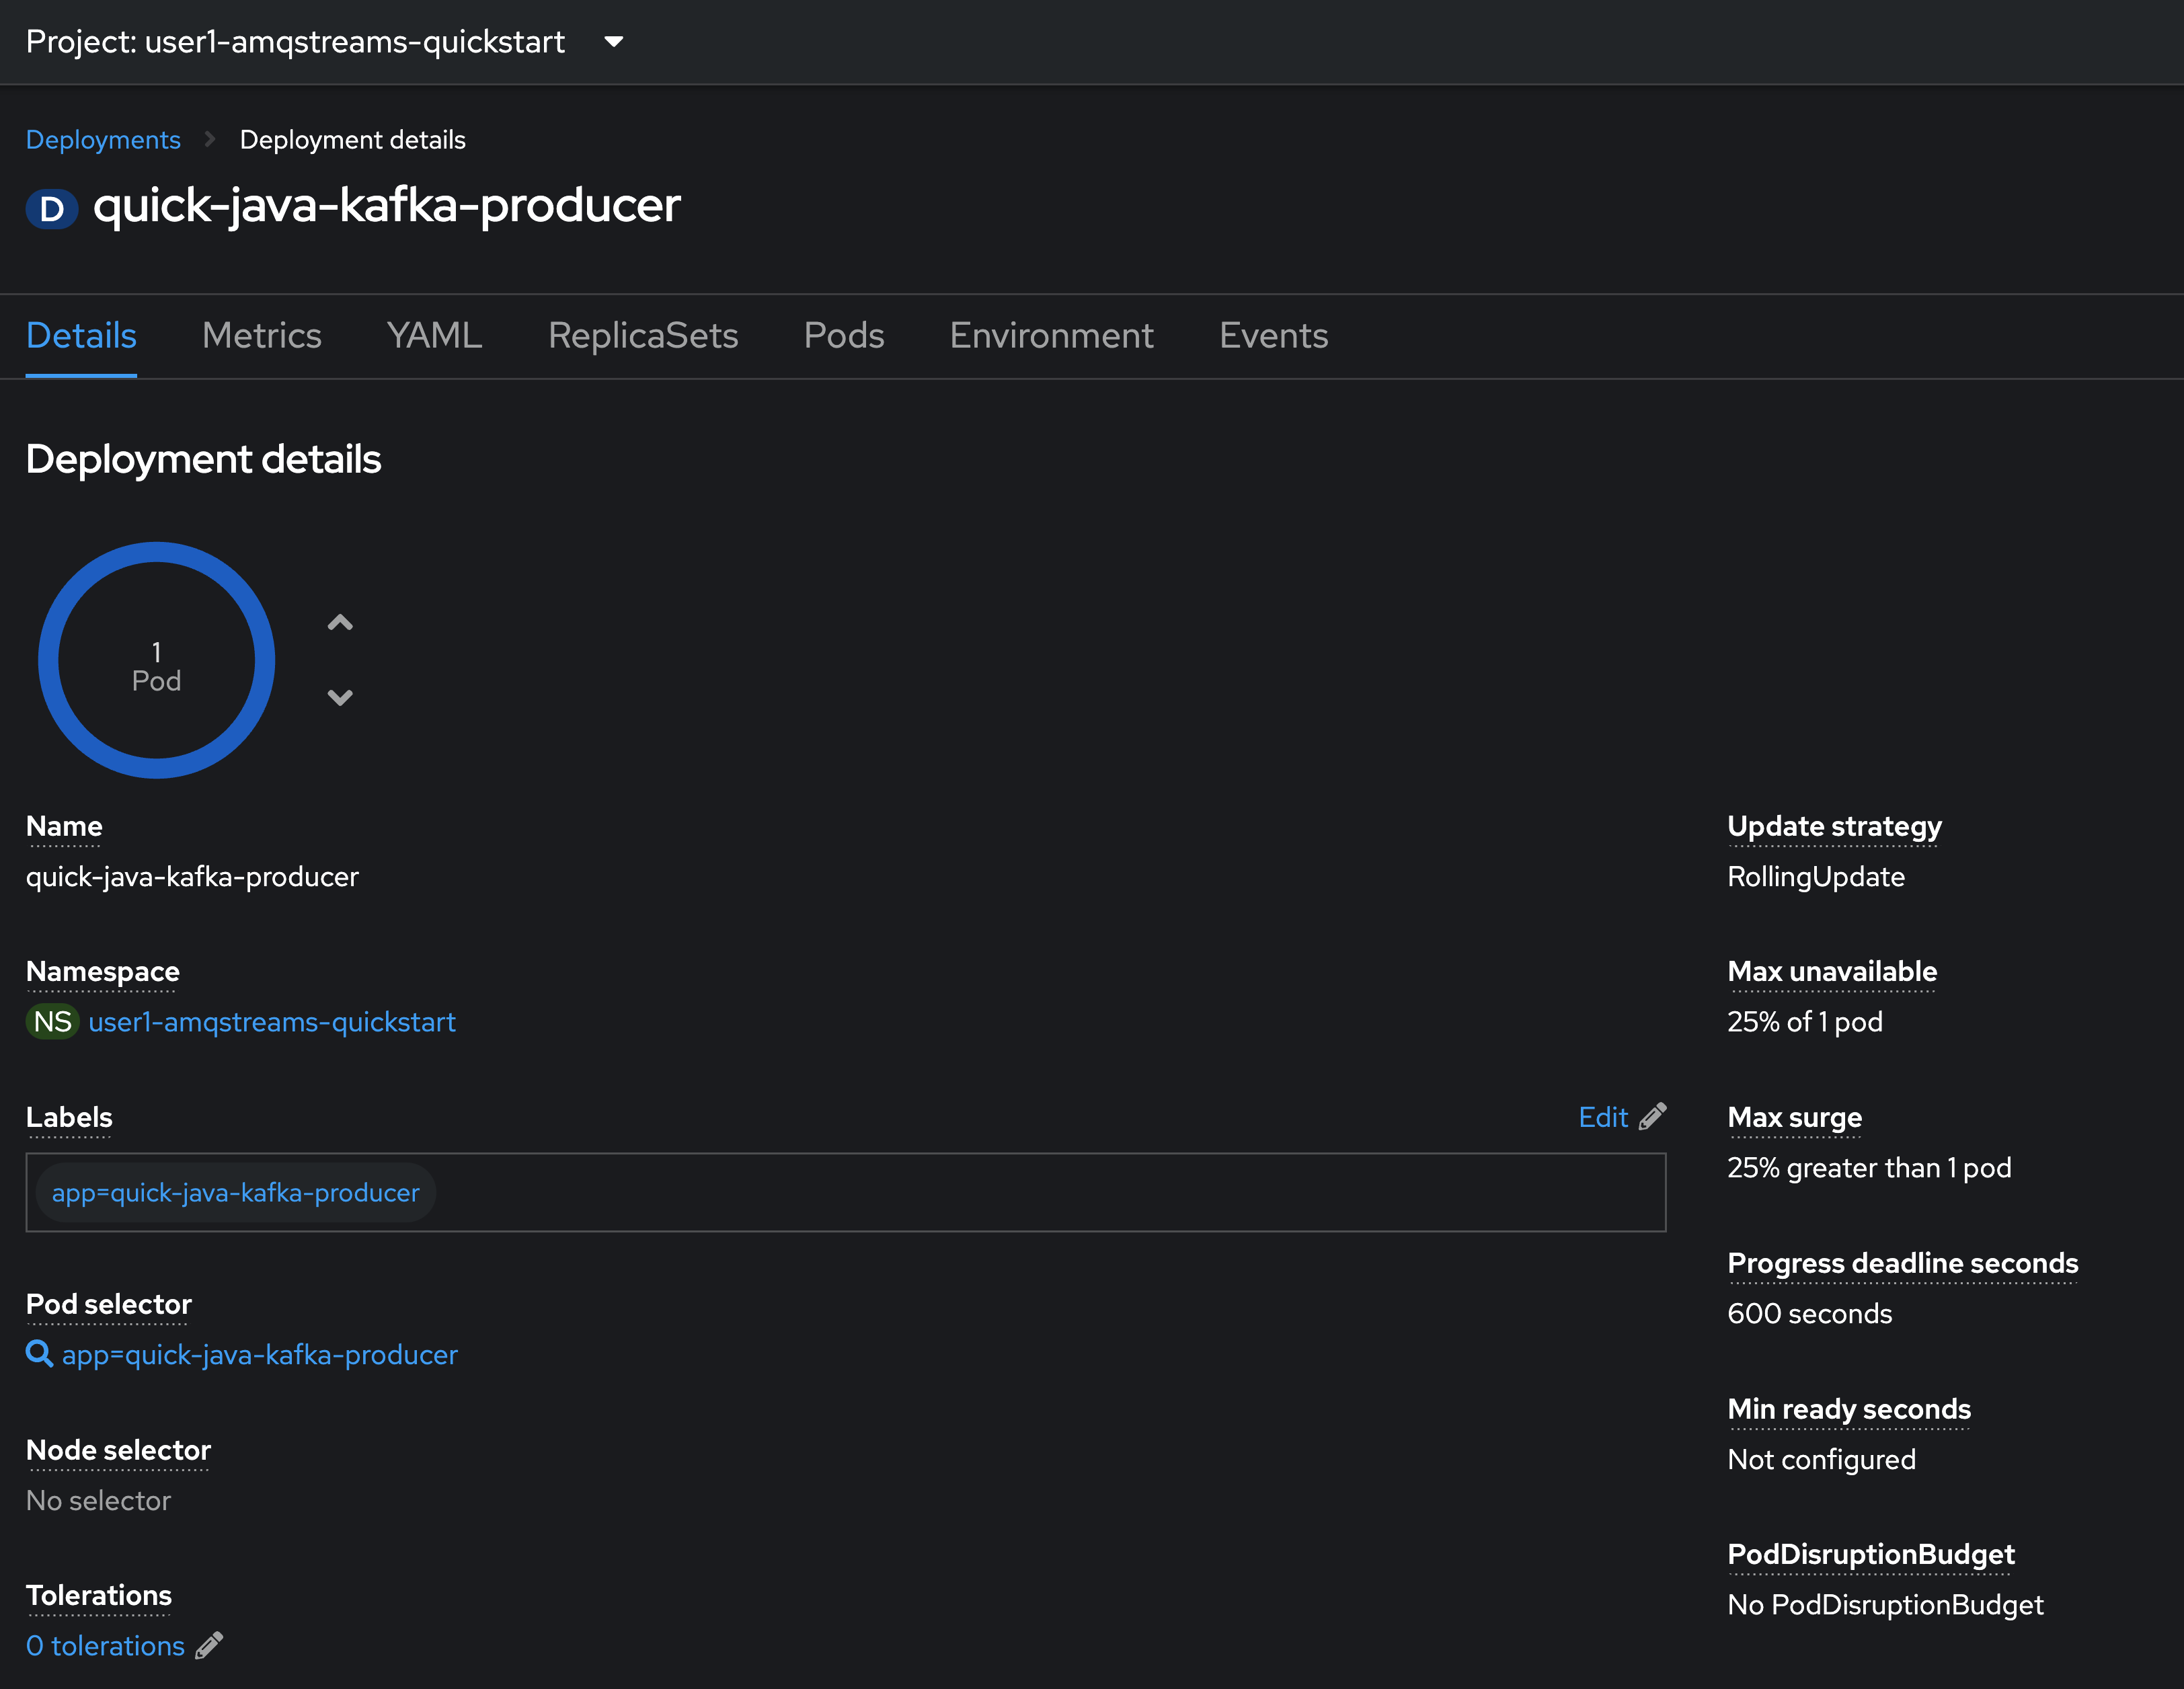 Project: user1-amqstreams-quickstart
Deployments Deployment details
D quick-java-kafka-producer
Details Metrics YAML ReplicaSets Pods Environment Events
Deployment details
1
Pod
Name
quick-java-kafka-producer
Namespace
NS user1-amqstreams-quickstart
Labels
Edit
app=quick-java-kafka-producer
Pod selector
app=quick-java-kafka-producer
Node selector
No selector
Tolerations
0 tolerations
Update strategy
RollingUpdate
Max unavailable
25% of 1 pod
Max surge
25% greater than 1 pod
Progress deadline seconds
600 seconds
Min ready seconds
Not configured
PodDisruptionBudget
No PodDisruptionBudget